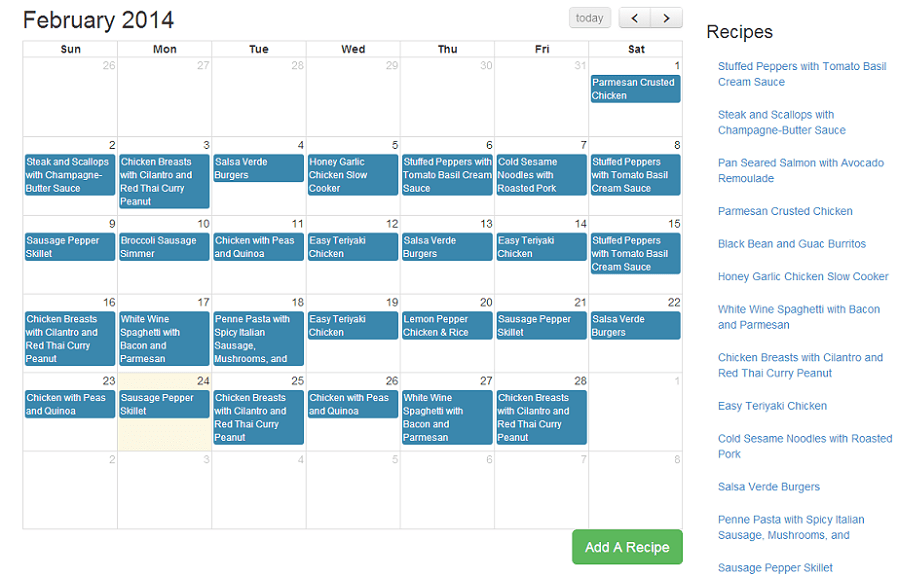 February 2014
today
Sun Mon Tue Wed Thu Fri Sat
26 27 28 29 30 31 1
Parmesan Crusted
Chicken
2 3 4 5 6 7 8
Steak and Scallops
with Champagne-
Butter Sauce
Chicken Breasts
with Cilantro and
Red Thai Curry
Peanut
Salsa Verde
Burgers
Honey Garlic
Chicken Slow
Cooker
Stuffed Peppers with
Tomato Basil Cream
Sauce
Cold Sesame
Noodles with
Roasted Pork
Stuffed Peppers
with Tomato Basil
Cream Sauce
9 10 11 12 13 14 15
Sausage Pepper
Skillet
Broccoli Sausage
Simmer
Chicken with Peas
and Quinoa
Easy Teriyaki
Chicken
Salsa Verde
Burgers
Easy Teriyaki
Chicken
Stuffed Peppers
with Tomato Basil
Cream Sauce
16 17 18 19 20 21 22
Chicken Breasts
with Cilantro and
Red Thai Curry
Peanut
White Wine
Spaghetti with
Bacon and
Parmesan
Penne Pasta with
Spicy Italian
Sausage,
Mushrooms, and
Easy Teriyaki
Chicken
Lemon Pepper
Chicken & Rice
Sausage Pepper
Skillet
Salsa Verde
Burgers
23 24 25 26 27 28 1
Chicken with Peas
and Quinoa
Sausage Pepper
Skillet
Chicken Breasts
with Cilantro and
Red Thai Curry
Peanut
Chicken with Peas
and Quinoa
White Wine
Spaghetti with
Bacon and
Parmesan
Chicken Breasts
with Cilantro and
Red Thai Curry
Peanut
2 3 4 5 6 7 8
Add A Recipe
Recipes
Stuffed Peppers with Tomato Basil
Cream Sauce
Steak and Scallops with
Champagne-Butter Sauce
Pan Seared Salmon with Avocado
Remoulade
Parmesan Crusted Chicken
Black Bean and Guac Burritos
Honey Garlic Chicken Slow Cooker
White Wine Spaghetti with Bacon
and Parmesan
Chicken Breasts with Cilantro and
Red Thai Curry Peanut
Easy Teriyaki Chicken
Cold Sesame Noodles with Roasted
Pork
Salsa Verde Burgers
Penne Pasta with Spicy Italian
Sausage, Mushrooms, and
Sausage Pepper Skillet